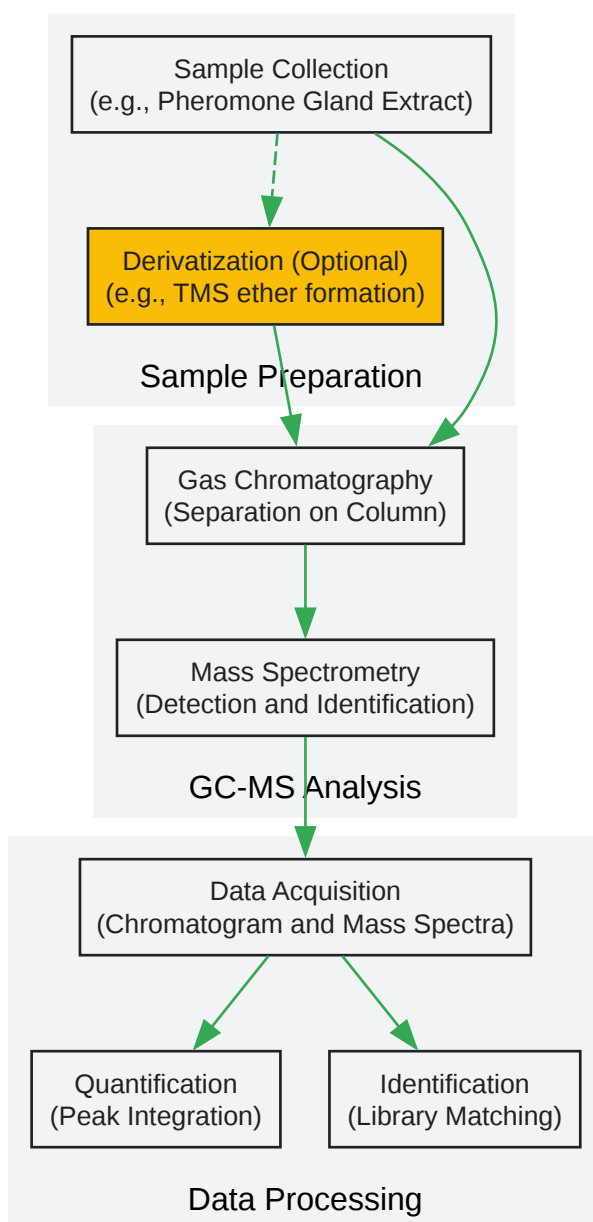 Sample Collection
(e.g., Pheromone Gland Extract)
Derivatization (Optional)
(e.g., TMS ether formation)
Sample Preparation
Gas Chromatography
(Separation on Column)
Mass Spectrometry
(Detection and Identification)
GC-MS Analysis
Data Acquisition
(Chromatogram and Mass Spectra)
Quantification
(Peak Integration)
Identification
(Library Matching)
Data Processing